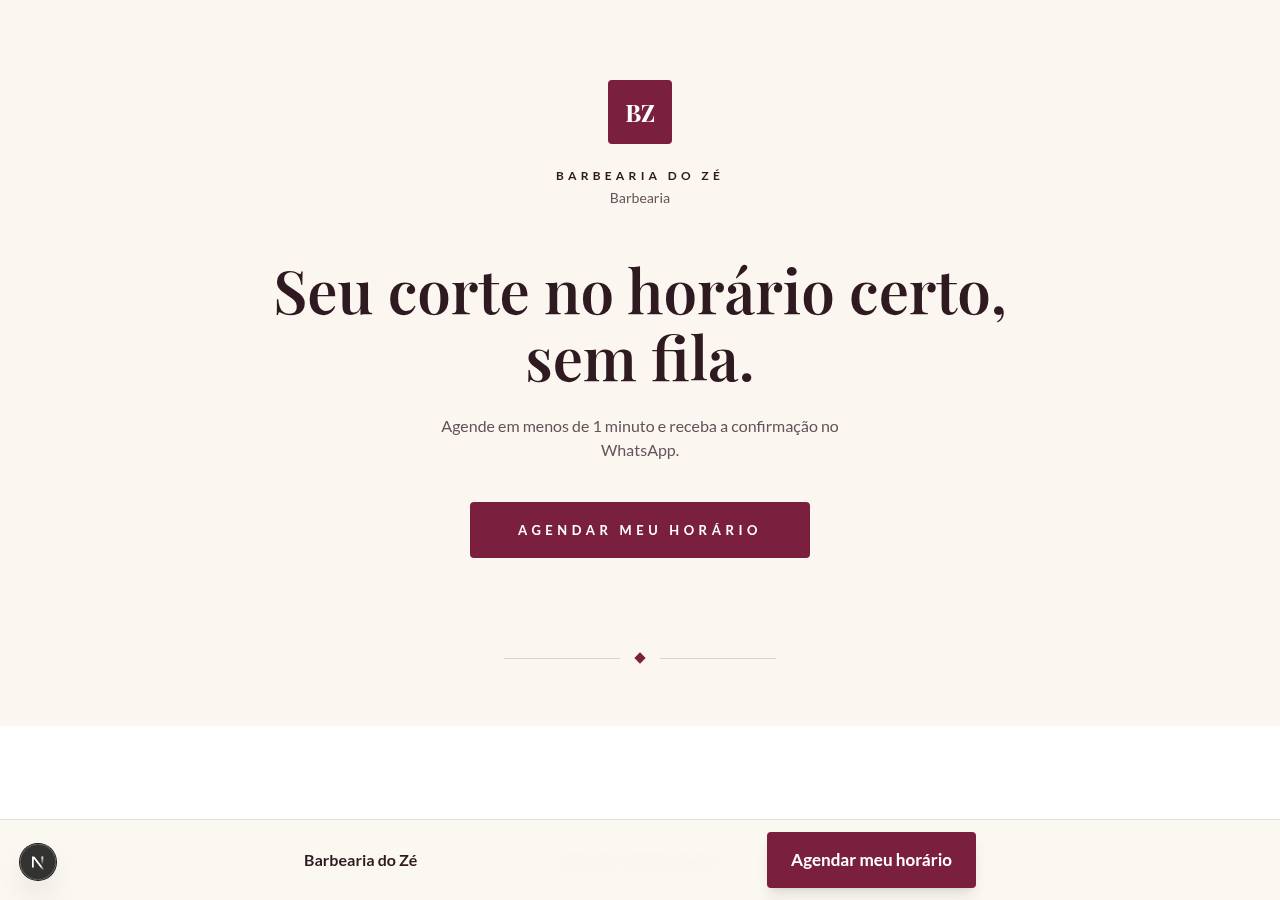 BZ
BARBEARIA DO ZÉ
Barbearia
Seu corte no horário certo,
sem fila.
Agende em menos de 1 minuto e receba a confirmação no
WhatsApp.
AGENDAR MEU HORÁRIO
N
Barbearia do Zé
Agendar meu horário